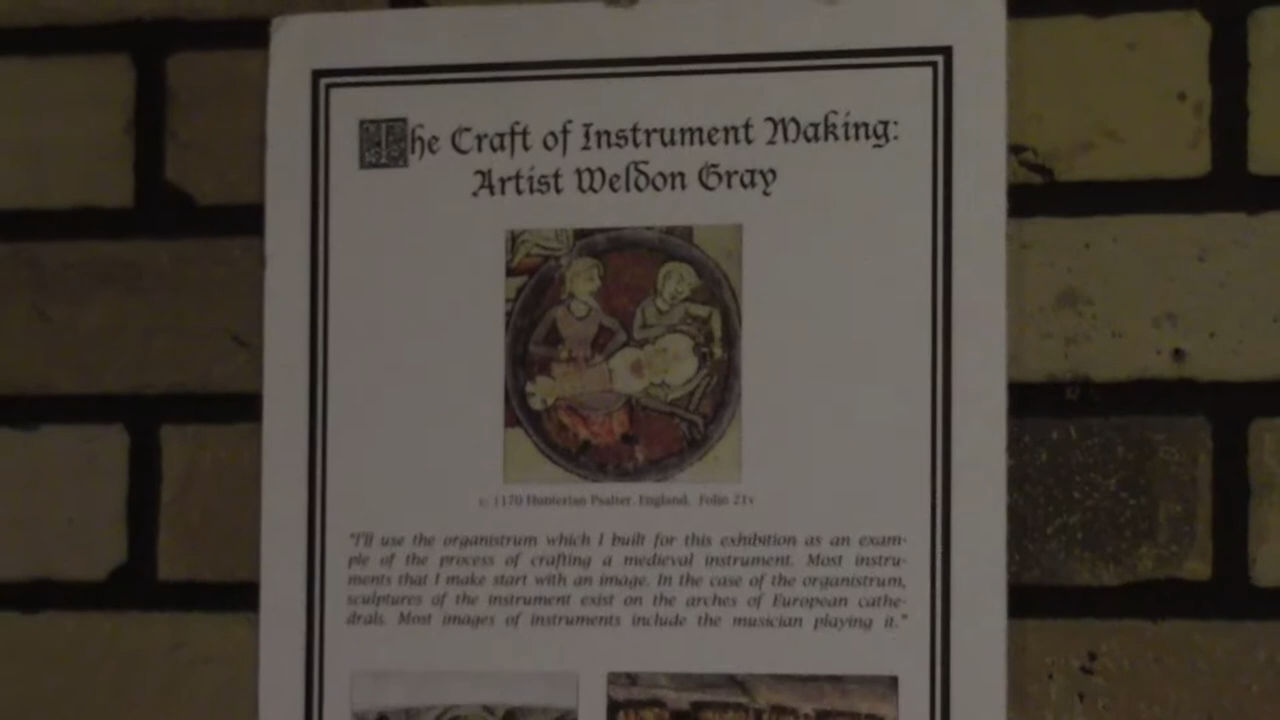 The Craft of Instrument Making:
Artist Weldon Gray
c. 1170 Hunterian Psalter. England. Folio 21v
"I'll use the organistrum which I built for this exhibition as an exam-
ple of the process of crafting a medieval instrument. Most instru-
ments that I make start with an image. In the case of the organistrum,
sculptures of the instrument exist on the arches of European cathe-
drals. Most images of instruments include the musician playing it."